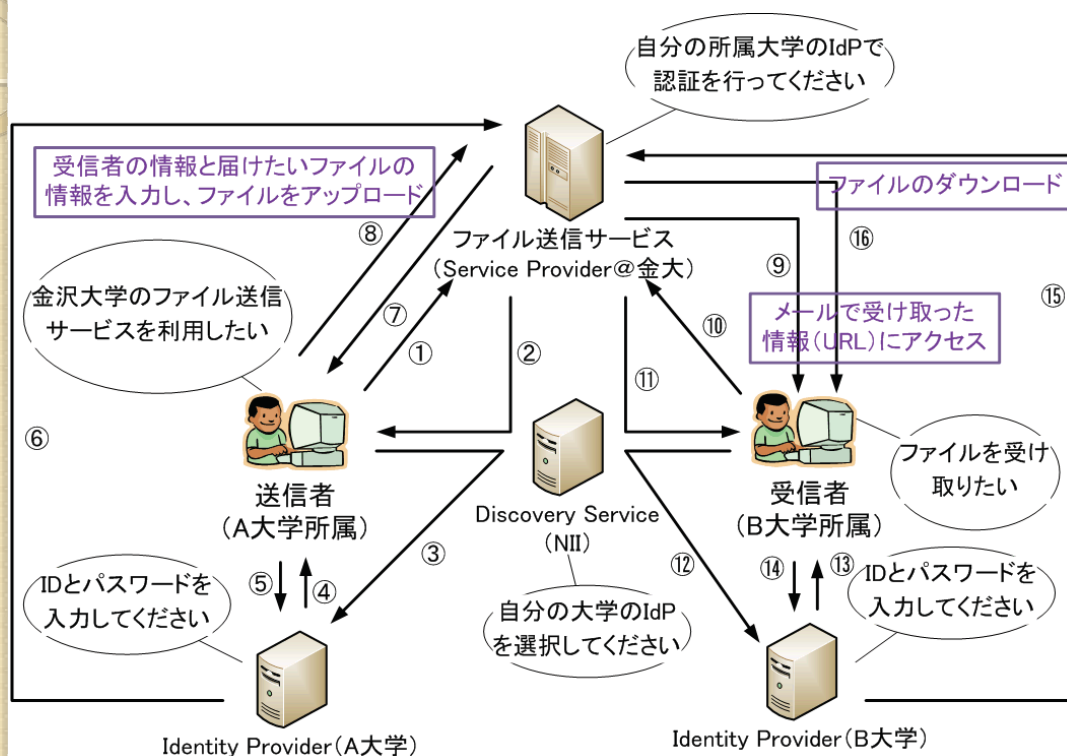 自分の所属大学のIdPで
認証を行ってください
受信者の情報と届けたいファイルの
情報を入力し、ファイルをアップロード
ファイルのダウンロード
⑧
ファイル送信サービス
(Service Provider@金大)
⑨
⑯
金沢大学のファイル送信
サービスを利用したい
⑦
①
②
⑪
⑩
メールで受け取った
情報(URL)にアクセス
⑮
⑥
送信者
(A大学所属)
Discovery Service
(NII)
受信者
(B大学所属)
ファイルを受け
取りたい
③
⑫
IDとパスワードを
入力してください
⑤
④
自分の大学のIdP
を選択してください
⑭
⑬
IDとパスワードを
入力してください
Identity Provider(A大学)
Identity Provider(B大学)